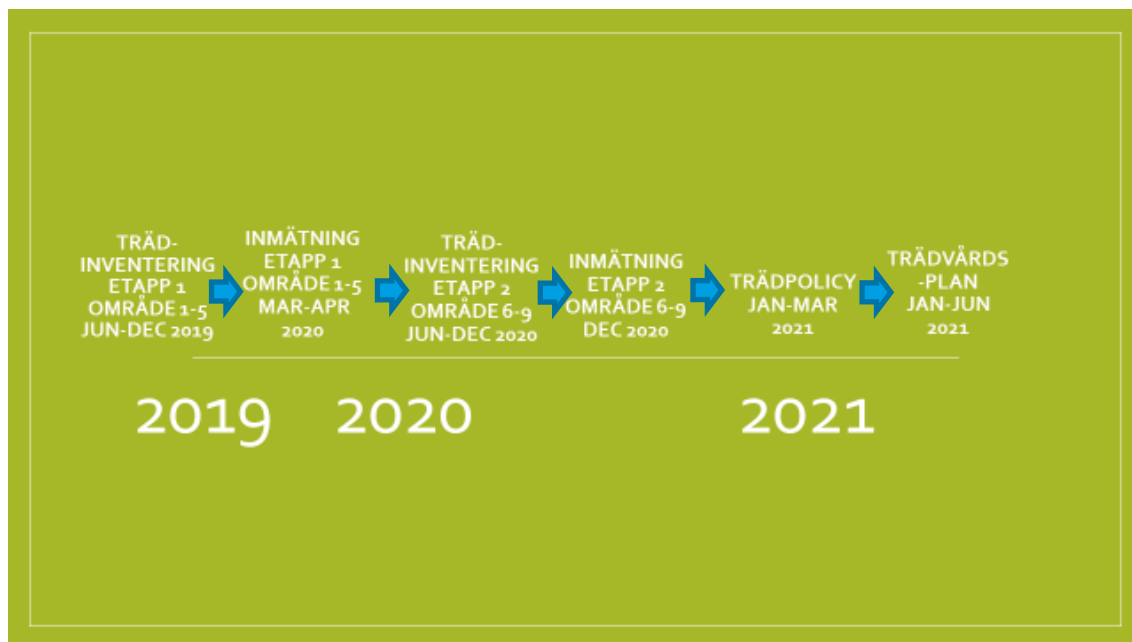 TRÄD-
INVENTERING
ETAPP 1
OMRÅDE 1-5
JUN-DEC 2019
INMÄTNING
ETAPP 1
OMRÅDE 1-5
MAR-APR
2020
TRÄD-
INVENTERING
ETAPP 2
OMRÅDE 6-9
JUN-DEC 2020
INMÄTNING
ETAPP 2
OMRÅDE 6-9
DEC 2020
TRÄDPOLICY
JAN-MAR
2021
TRÄDVÅRDS
-PLAN
JAN-JUN
2021
2019
2020
2021